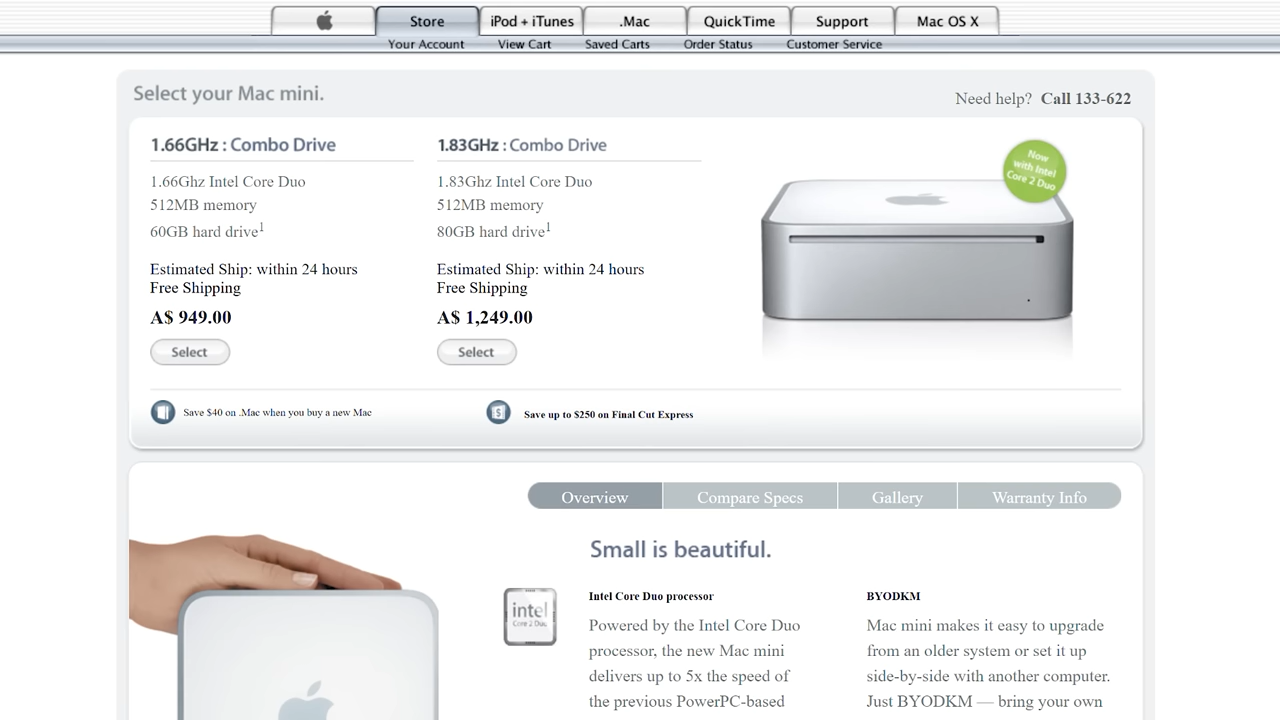 Store
iPod + iTunes
.Mac
QuickTime
Support
Mac OS X
Your Account
View Cart
Saved Carts
Order Status
Customer Service
Select your Mac mini.
Need help? Call 133-622
1.66GHz : Combo Drive
1.66Ghz Intel Core Duo
512MB memory
60GB hard drive1
Estimated Ship: within 24 hours
Free Shipping
A$ 949.00
Select
1.83GHz : Combo Drive
1.83Ghz Intel Core Duo
512MB memory
80GB hard drive1
Estimated Ship: within 24 hours
Free Shipping
A$ 1,249.00
Select
Now
with Intel
Core 2 Duo
Save $40 on .Mac when you buy a new Mac
Save up to $250 on Final Cut Express
Overview
Compare Specs
Gallery
Warranty Info
Small is beautiful.
intel
Core 2 Duo
Intel Core Duo processor
Powered by the Intel Core Duo
processor, the new Mac mini
delivers up to 5x the speed of
the previous PowerPC-based
BYODKM
Mac mini makes it easy to upgrade
from an older system or set it up
side-by-side with another computer.
Just BYODKM — bring your own